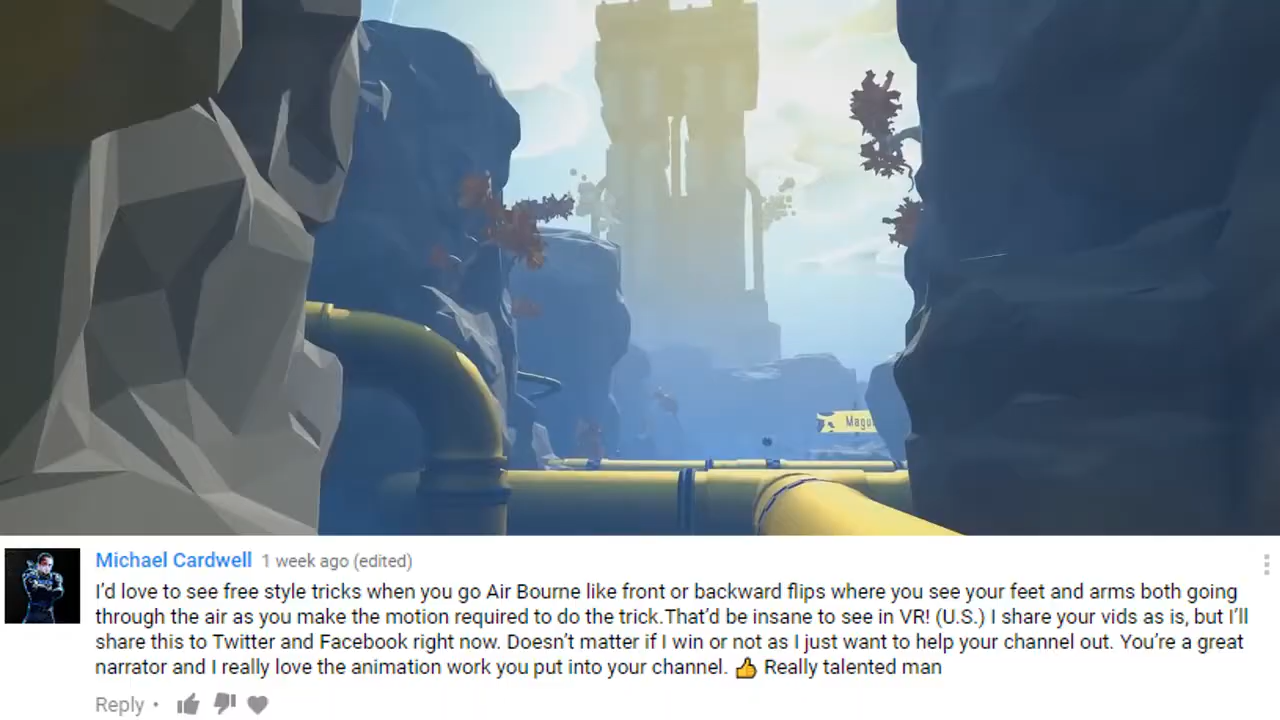 Michael Cardwell 1 week ago (edited)
I'd love to see free style tricks when you go Air Bourne like front or backward flips where you see your feet and arms both going
through the air as you make the motion required to do the trick.That'd be insane to see in VR! (U.S.) I share your vids as is, but I'll
share this to Twitter and Facebook right now. Doesn't matter if I win or not as I just want to help your channel out. You're a great
narrator and I really love the animation work you put into your channel. 👍 Really talented man
Reply •